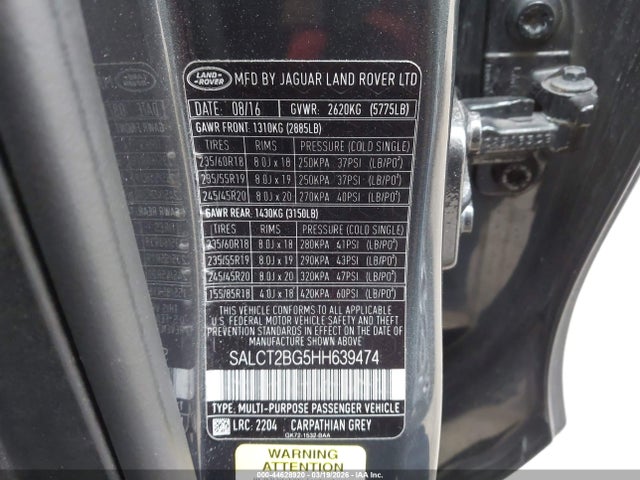 LAND ROVER MFD BY JAGUAR LAND ROVER LTD
DATE: 08/16 GVWR: 2620KG (5775LB)
GAWR FRONT: 1310KG (2885LB)
TIRES RIMS PRESSURE (COLD SINGLE)
235/60R18 8.0J x 18 250KPA 37PSI (LB/PO²)
235/55R19 8.0J x 19 250KPA 37PSI (LB/PO²)
245/45R20 8.0J x 20 270KPA 40PSI (LB/PO²)
GAWR REAR: 1430KG (3150LB)
TIRES RIMS PRESSURE (COLD SINGLE)
235/60R18 8.0J x 18 280KPA 41PSI (LB/PO²)
235/55R19 8.0J x 19 290KPA 43PSI (LB/PO²)
245/45R20 8.0J x 20 320KPA 47PSI (LB/PO²)
155/85R18 4.0J x 18 420KPA 60PSI (LB/PO²)
THIS VEHICLE CONFORMS TO ALL APPLICABLE
U.S. FEDERAL MOTOR VEHICLE SAFETY AND THEFT
PREVENTION STANDARDS IN EFFECT ON THE DATE OF
MANUFACTURE SHOWN ABOVE.
SALCT2BG5HH639474
TYPE: MULTI-PURPOSE PASSENGER VEHICLE
LRC: 2204 CARPATHIAN GREY
GK72-1532-BAA
WARNING
ATTENTION
000-44628920 - 03/19/2026 - IAA